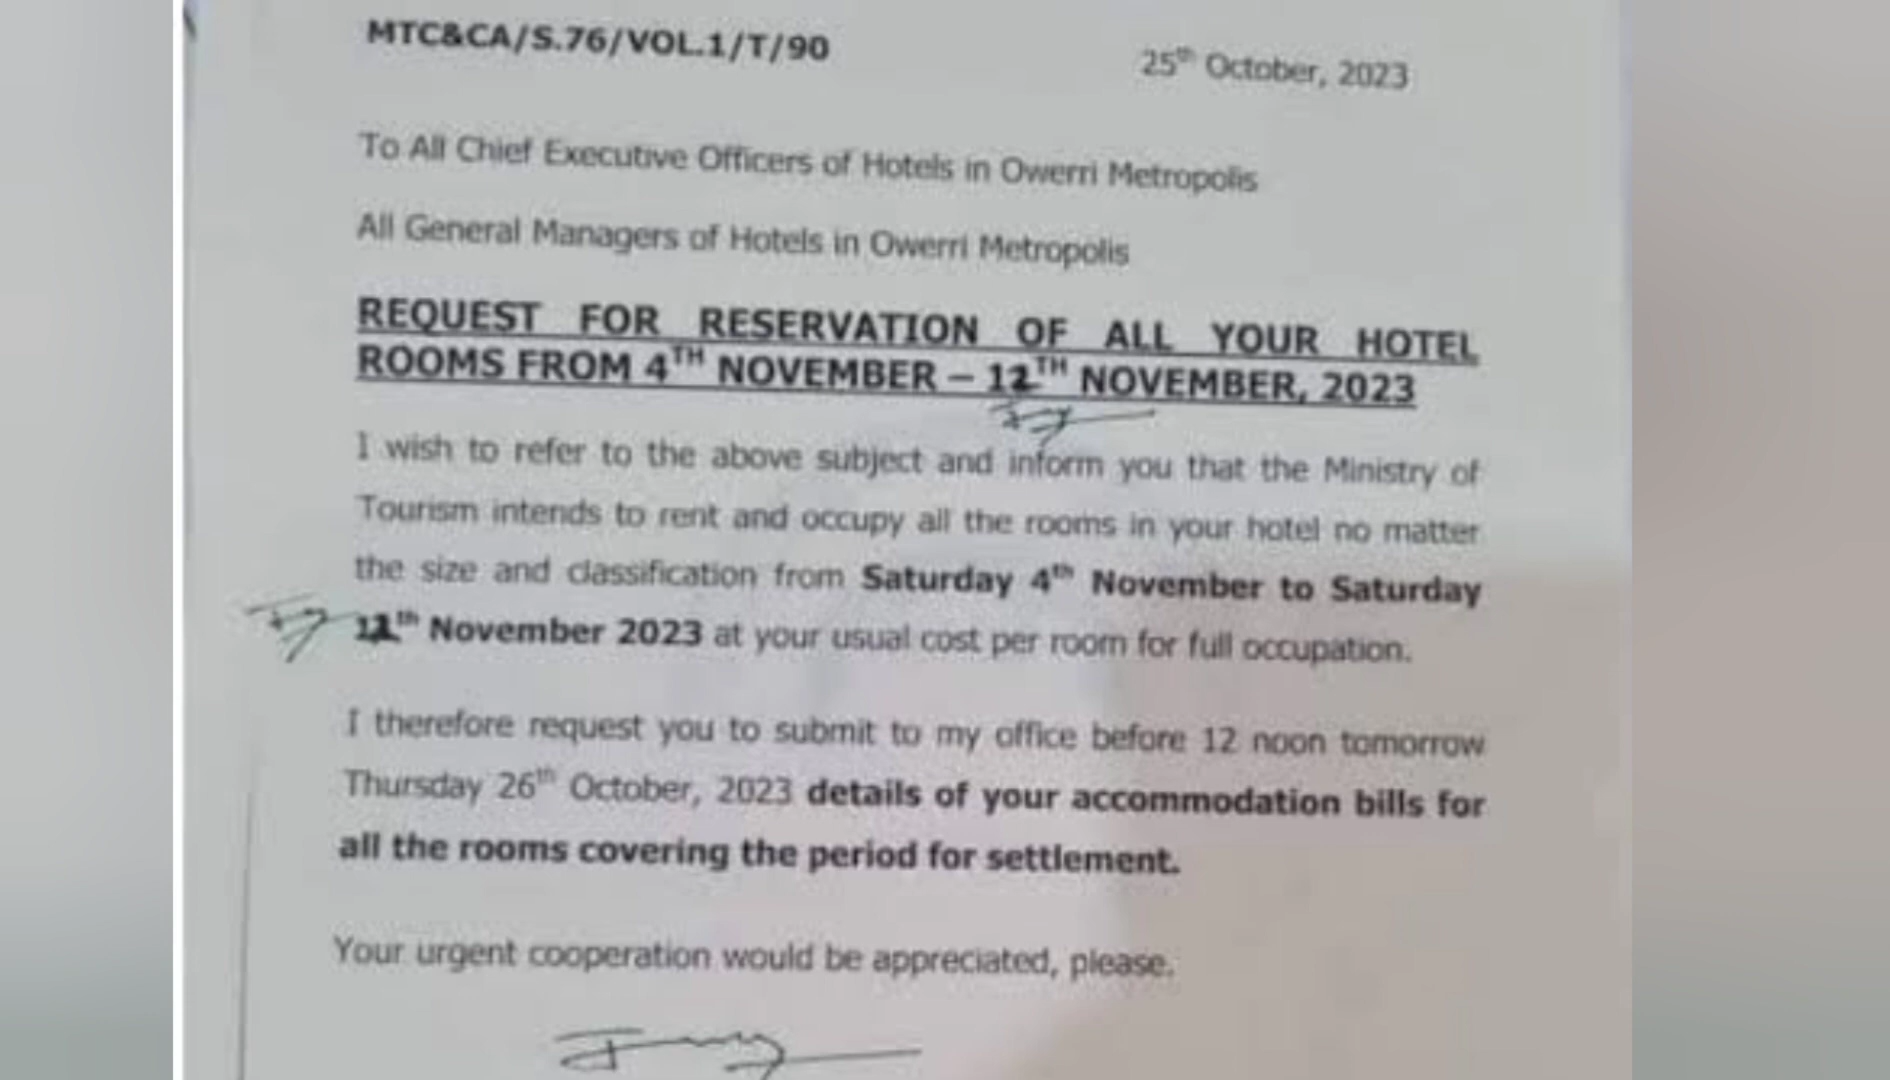 MTC&CA/S.76/VOL.1/T/90
25th October, 2023
To All Chief Executive Officers of Hotels in Owerri Metropolis
All General Managers of Hotels in Owerri Metropolis
REQUEST FOR RESERVATION OF ALL YOUR HOTEL
ROOMS FROM 4TH NOVEMBER – 12TH NOVEMBER, 2023
I wish to refer to the above subject and inform you that the Ministry of
Tourism intends to rent and occupy all the rooms in your hotel no matter
the size and classification from Saturday 4th November to Saturday
November 2023 at your usual cost per room for full occupation.
I therefore request you to submit to my office before 12 noon tomorrow
Thursday 26th October, 2023 details of your accommodation bills for
all the rooms covering the period for settlement.
Your urgent cooperation would be appreciated, please.